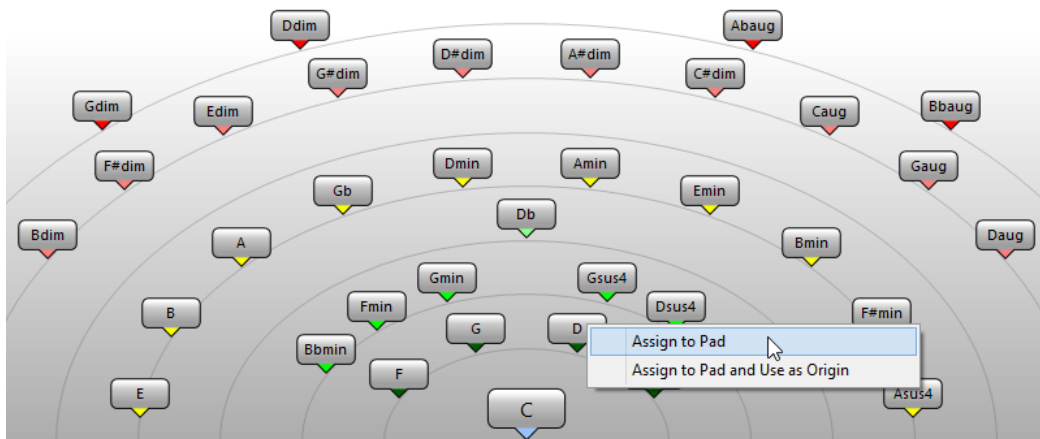 Ddim
Abaug
D#dim
A#dim
G#dim
C#dim
Gdim
Edim
Caug
Bbaug
F#dim
Dmin
Amin
Gaug
Gb
Emin
Db
Bdim
A
Bmin
Daug
Gmin
Gsus4
Fmin
Dsus4
B
F#min
G
D
Assign to Pad
Bbmin
Assign to Pad and Use as Origin
F
E
Asus4
C